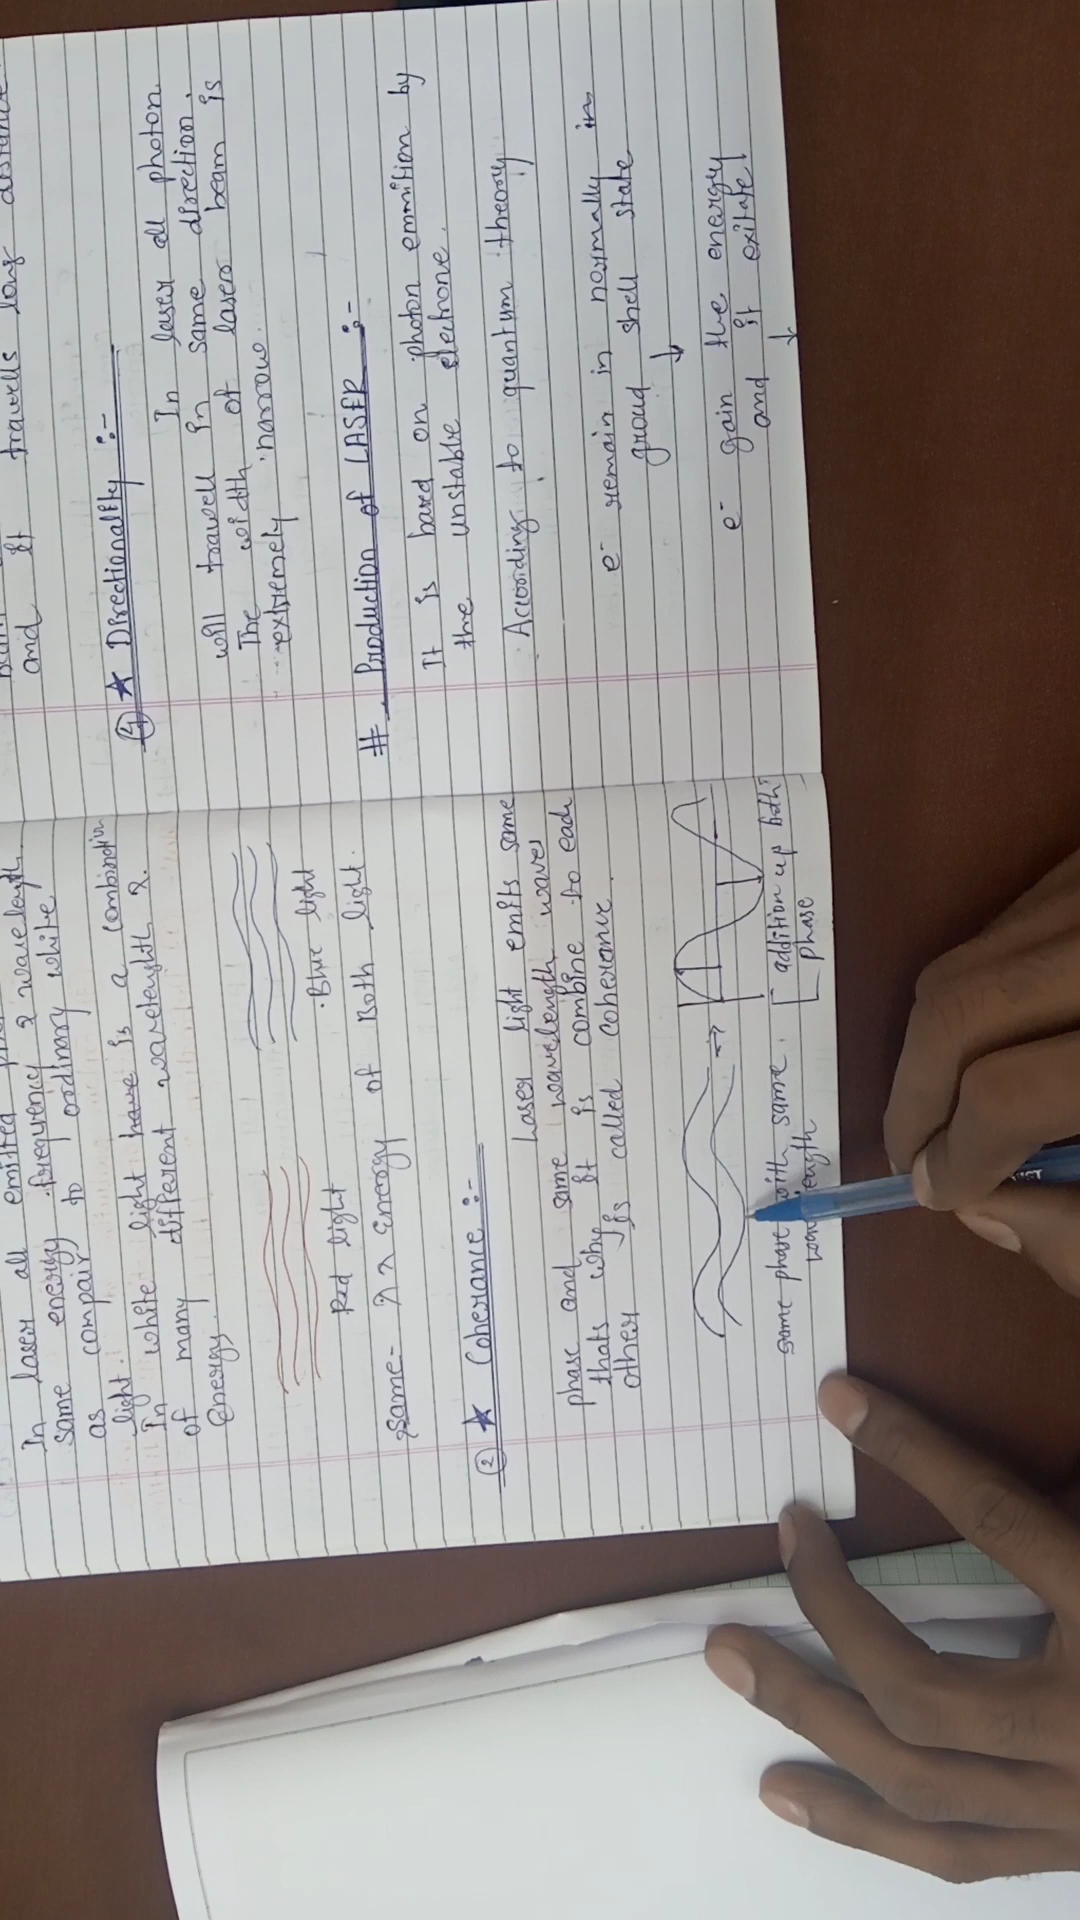 In laser all emitted
same energy frequency & wavelength
as compair to ordinary white
light.
In white light have is a combination
of many different wavelenght &
energy.
Red light
Blue light
same - λ λ Energy of Both light.
② ★ Coherance :-
Laser light emits same
phase and same wavelength waves
thats why it is combine to each
other is called coherance.
⇒
same phase with same
[ addition up both
phase
and it travells long distance
④ ★ Directionality :-
In laser all photon
will travell in same direction.
The width of laser beam is
extremely narrow.
# Production of LASER :-
It is based on photon emmition by
the unstable electrone.
According to quantum theory
e⁻ remain in normally in
groud shell state
↓
e⁻ gain the energy
and it exitate.
↓